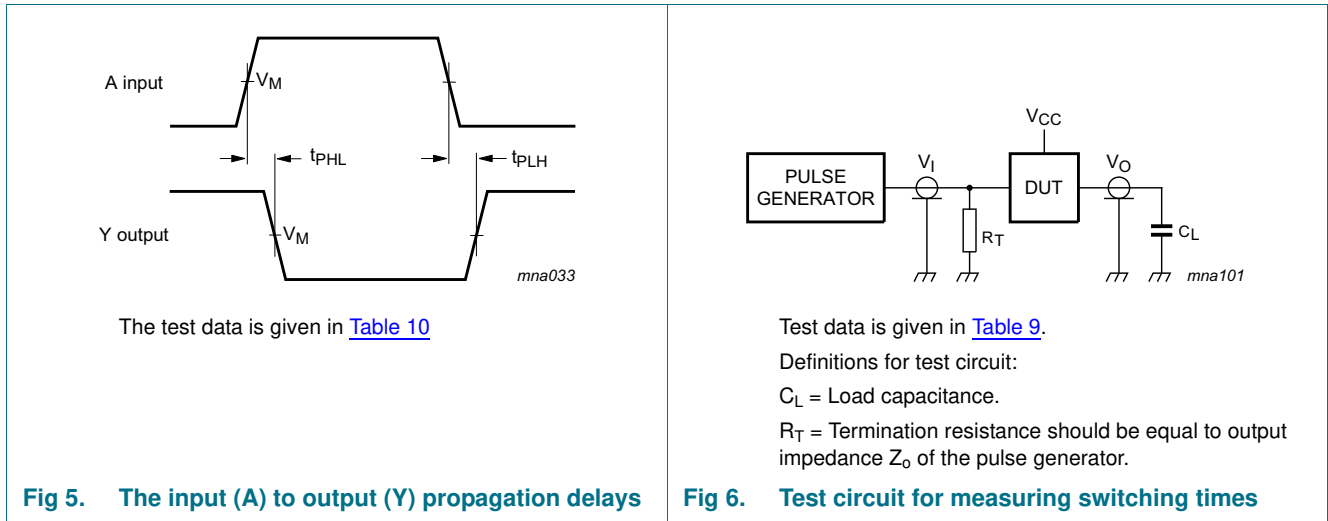 A input
VM
tPHL
tPLH
Y output
VM
mna033
The test data is given in Table 10
Fig 5. The input (A) to output (Y) propagation delays
VCC
PULSE
GENERATOR
VI
DUT
VO
RT
CL
mna101
Test data is given in Table 9.
Definitions for test circuit:
CL = Load capacitance.
RT = Termination resistance should be equal to output
impedance Zo of the pulse generator.
Fig 6. Test circuit for measuring switching times